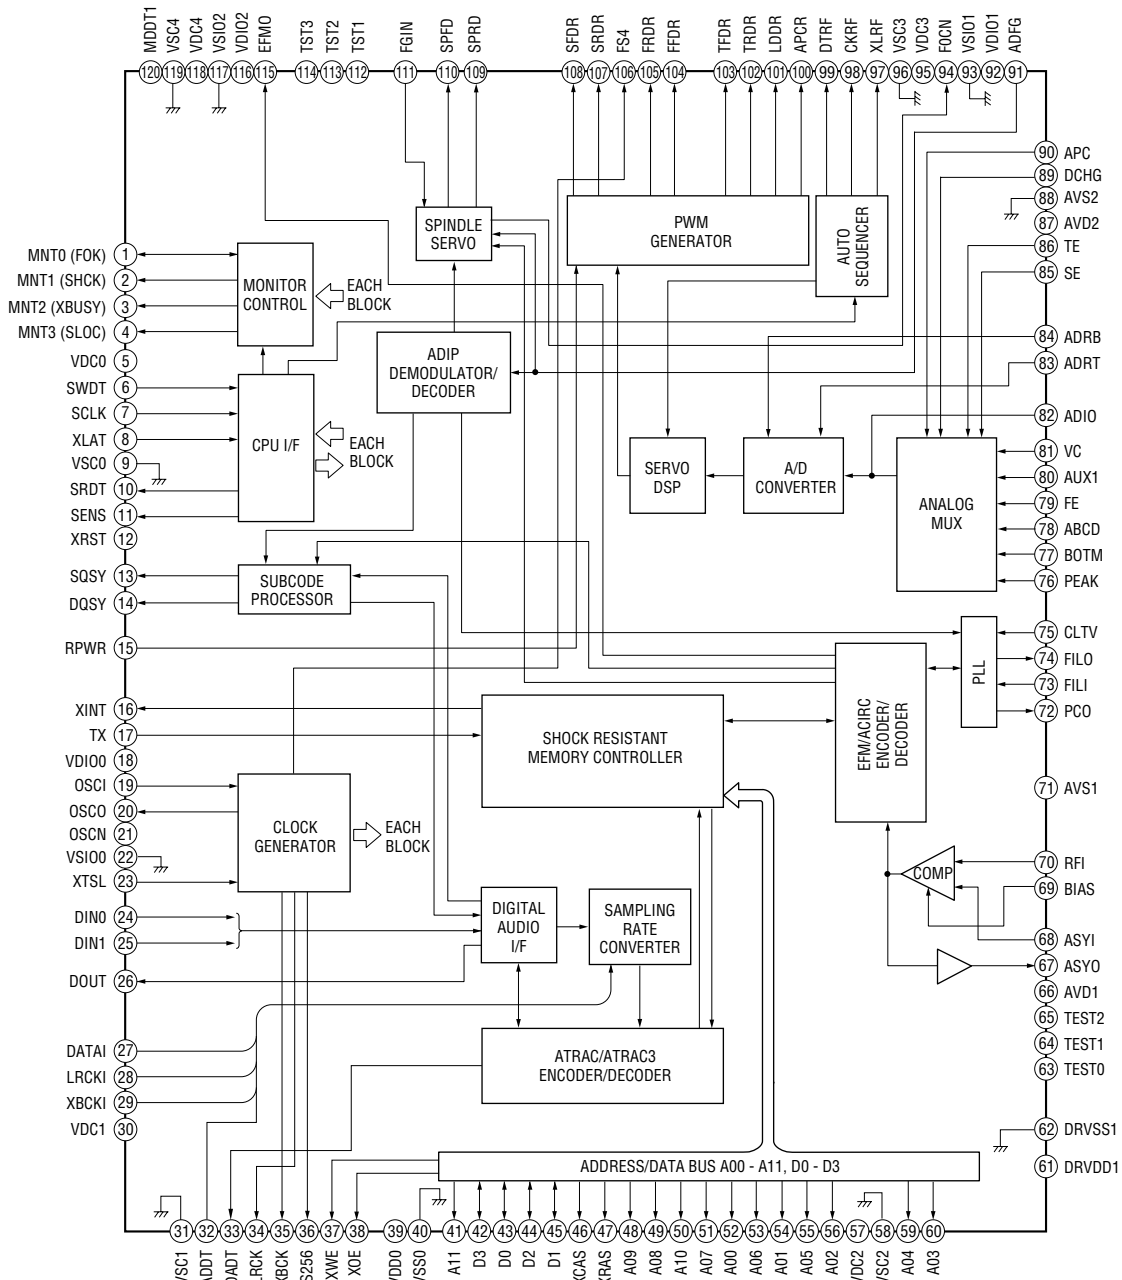 MDDT1 VSC4 VDC4 VSIO2 VDIO2 EFMO TST3 TST2 TST1 FGIN SPFD SPRD SFDR SRDR FS4 FRDR FFDR TFDR TRDR LDDR APCR DTRF CKRF XLRF VSC3 VDC3 F0CN VSIO1 VDIO1 ADFG
120 119 118 117 116 115 114 113 112 111 110 109 108 107 106 105 104 103 102 101 100 99 98 97 96 95 94 93 92 91
90 APC
89 DCHG
88 AVS2
87 AVD2
86 TE
85 SE
84 ADRB
83 ADRT
82 ADIO
81 VC
80 AUX1
79 FE
78 ABCD
77 BOTM
76 PEAK
75 CLTV
74 FILO
73 FILI
72 PCO
71 AVS1
70 RFI
69 BIAS
68 ASYI
67 ASYO
66 AVD1
65 TEST2
64 TEST1
63 TEST0
62 DRVSS1
61 DRVDD1
MNT0 (FOK) 1
MNT1 (SHCK) 2
MNT2 (XBUSY) 3
MNT3 (SLOC) 4
VDC0 5
SWDT 6
SCLK 7
XLAT 8
VSC0 9
SRDT 10
SENS 11
XRST 12
SQSY 13
DQSY 14
RPWR 15
XINT 16
TX 17
VDIO0 18
OSCI 19
OSCO 20
OSCN 21
VSIO0 22
XTSL 23
DIN0 24
DIN1 25
DOUT 26
DATAI 27
LRCKI 28
XBCKI 29
VDC1 30
SPINDLE
SERVO
PWM
GENERATOR
AUTO
SEQUENCER
MONITOR
CONTROL
EACH
BLOCK
ADIP
DEMODULATOR/
DECODER
CPU I/F
EACH
BLOCK
SERVO
DSP
A/D
CONVERTER
ANALOG
MUX
SUBCODE
PROCESSOR
PLL
EFM/ACIRC
ENCODER/
DECODER
SHOCK RESISTANT
MEMORY CONTROLLER
CLOCK
GENERATOR
EACH
BLOCK
COMP
DIGITAL
AUDIO
I/F
SAMPLING
RATE
CONVERTER
ATRAC/ATRAC3
ENCODER/DECODER
ADDRESS/DATA BUS A00 - A11, D0 - D3
31 32 33 34 35 36 37 38 39 40 41 42 43 44 45 46 47 48 49 50 51 52 53 54 55 56 57 58 59 60
VSC1 ADDT DADT LRCK XBCK FS256 XWE XOE VDD0 VSS0 A11 D3 D0 D2 D1 XCAS XRAS A09 A08 A10 A07 A00 A06 A01 A05 A02 VDC2 VSC2 A04 A03